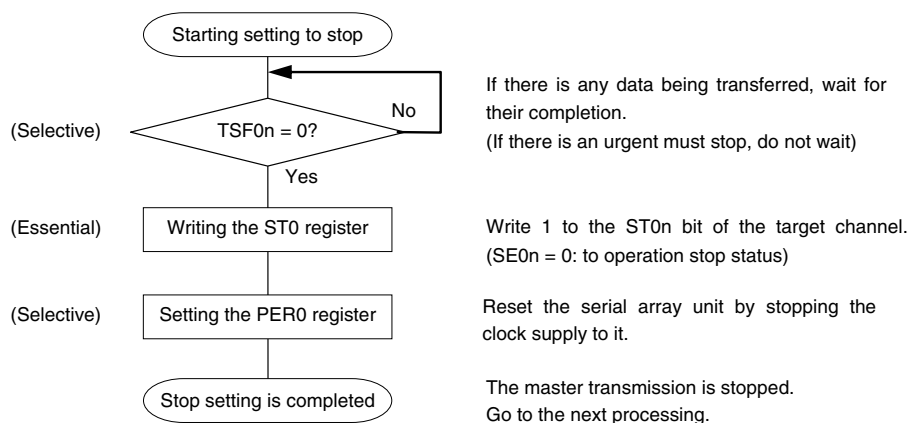 Starting setting to stop
No
If there is any data being transferred, wait for
their completion.
(If there is an urgent must stop, do not wait)
(Selective)
TSF0n = 0?
Yes
(Essential)
Writing the ST0 register
Write 1 to the ST0n bit of the target channel.
(SE0n = 0: to operation stop status)
(Selective)
Setting the PER0 register
Reset the serial array unit by stopping the
clock supply to it.
Stop setting is completed
The master transmission is stopped.
Go to the next processing.